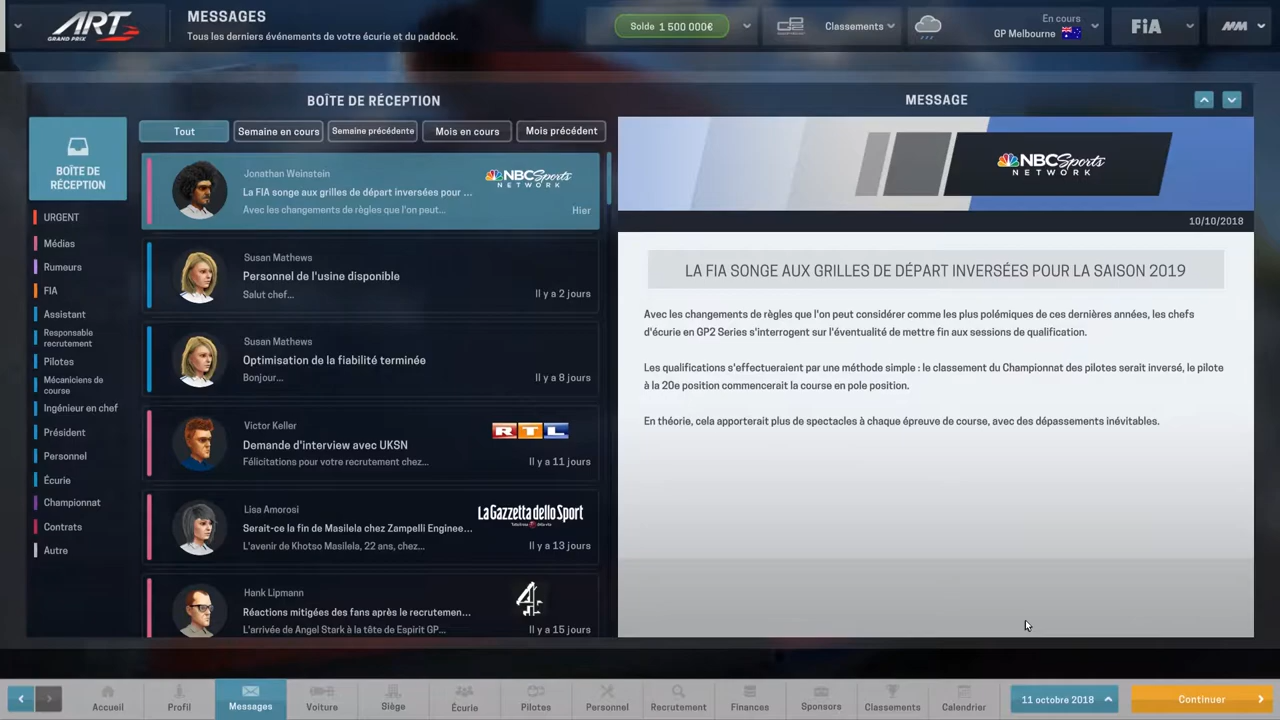 ART
GRAND PRIX
MESSAGES
Tous les derniers événements de votre écurie et du paddock.
Solde 1 500 000€
Classements
En cours
GP Melbourne
FiA
MM
BOÎTE DE RÉCEPTION
MESSAGE
BOÎTE DE
RÉCEPTION
URGENT
Médias
Rumeurs
FIA
Assistant
Responsable
recrutement
Pilotes
Mécaniciens de
course
Ingénieur en chef
Président
Personnel
Écurie
Championnat
Contrats
Autre
Tout
Semaine en cours
Semaine précédente
Mois en cours
Mois précédent
Jonathan Weinstein
La FIA songe aux grilles de départ inversées pour ...
Avec les changements de règles que l'on peut...
NBC Sports
NETWORK
Hier
Susan Mathews
Personnel de l'usine disponible
Salut chef...
Il y a 2 jours
Susan Mathews
Optimisation de la fiabilité terminée
Bonjour...
Il y a 8 jours
Victor Keller
Demande d'interview avec UKSN
Félicitations pour votre recrutement chez...
RTL
Il y a 11 jours
Lisa Amorosi
Serait-ce la fin de Masilela chez Zampelli Enginee...
L'avenir de Khotso Masilela, 22 ans, chez...
La Gazzetta dello Sport
Il y a 13 jours
Hank Lipmann
Réactions mitigées des fans après le recrutemen...
L'arrivée de Angel Stark à la tête de Espirit GP...
4
Il y a 15 jours
NBC Sports
NETWORK
10/10/2018
LA FIA SONGE AUX GRILLES DE DÉPART INVERSÉES POUR LA SAISON 2019
Avec les changements de règles que l'on peut considérer comme les plus polémiques de ces dernières années, les chefs
d'écurie en GP2 Series s'interrogent sur l'éventualité de mettre fin aux sessions de qualification.
Les qualifications s'effectueraient par une méthode simple : le classement du Championnat des pilotes serait inversé, le pilote
à la 20e position commencerait la course en pole position.
En théorie, cela apporterait plus de spectacles à chaque épreuve de course, avec des dépassements inévitables.
Accueil
Profil
Messages
Voiture
Siège
Écurie
Pilotes
Personnel
Recrutement
Finances
Sponsors
Classements
Calendrier
11 octobre 2018
Continuer